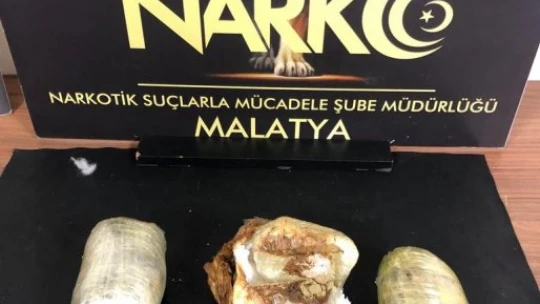 NARKO
NARKOTİK SUÇLARLA MÜCADELE ŞUBE MÜDÜRLÜĞÜ
MALATYA